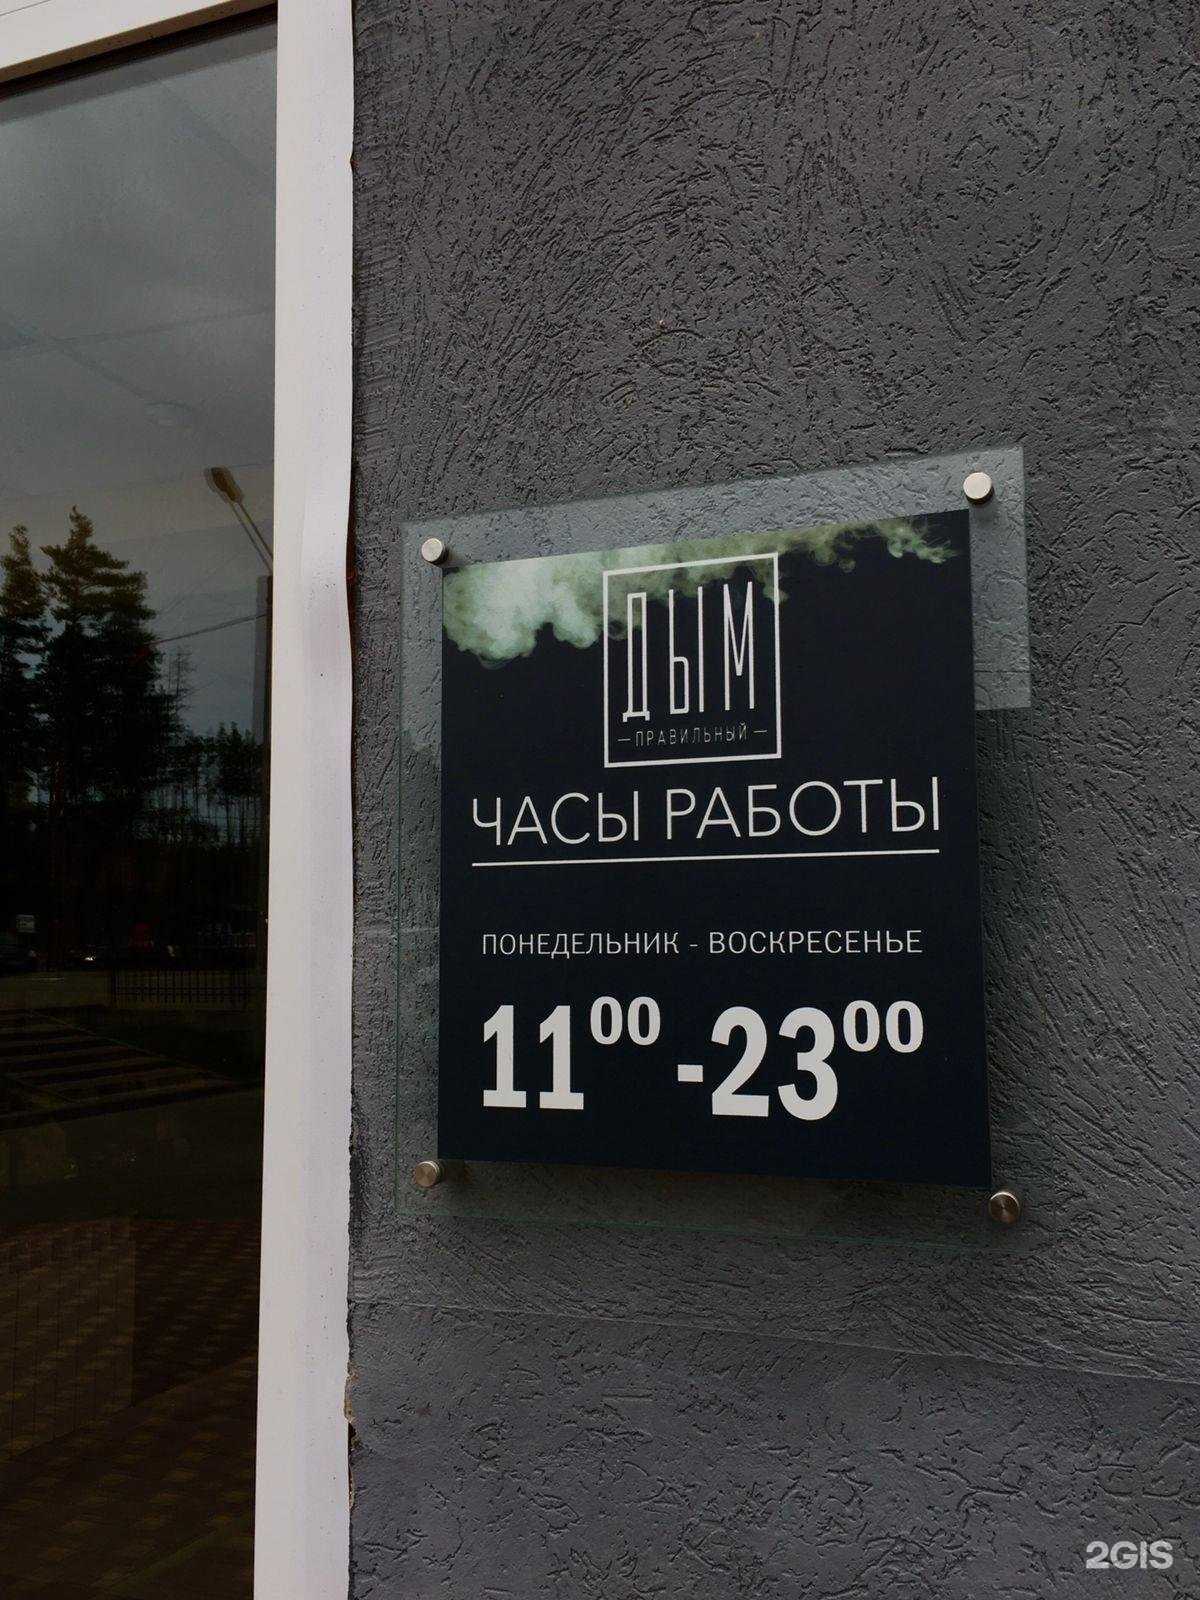 ДЫМ
—ПРАВИЛЬНЫЙ—
ЧАСЫ РАБОТЫ
ПОНЕДЕЛЬНИК - ВОСКРЕСЕНЬЕ
11⁰⁰-23⁰⁰
2GIS